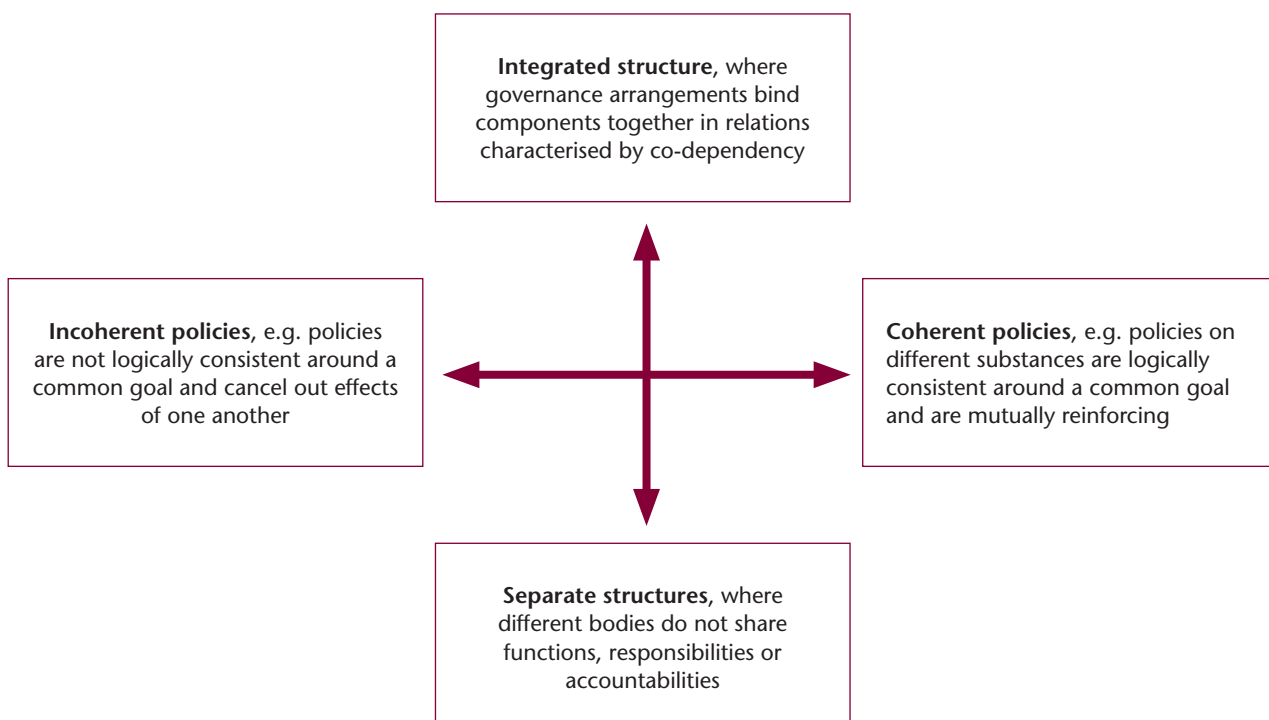 Integrated structure, where
governance arrangements bind
components together in relations
characterised by co-dependency
Incoherent policies, e.g. policies
are not logically consistent around a
common goal and cancel out effects
of one another
Coherent policies, e.g. policies on
different substances are logically
consistent around a common goal
and are mutually reinforcing
Separate structures, where
different bodies do not share
functions, responsibilities or
accountabilities